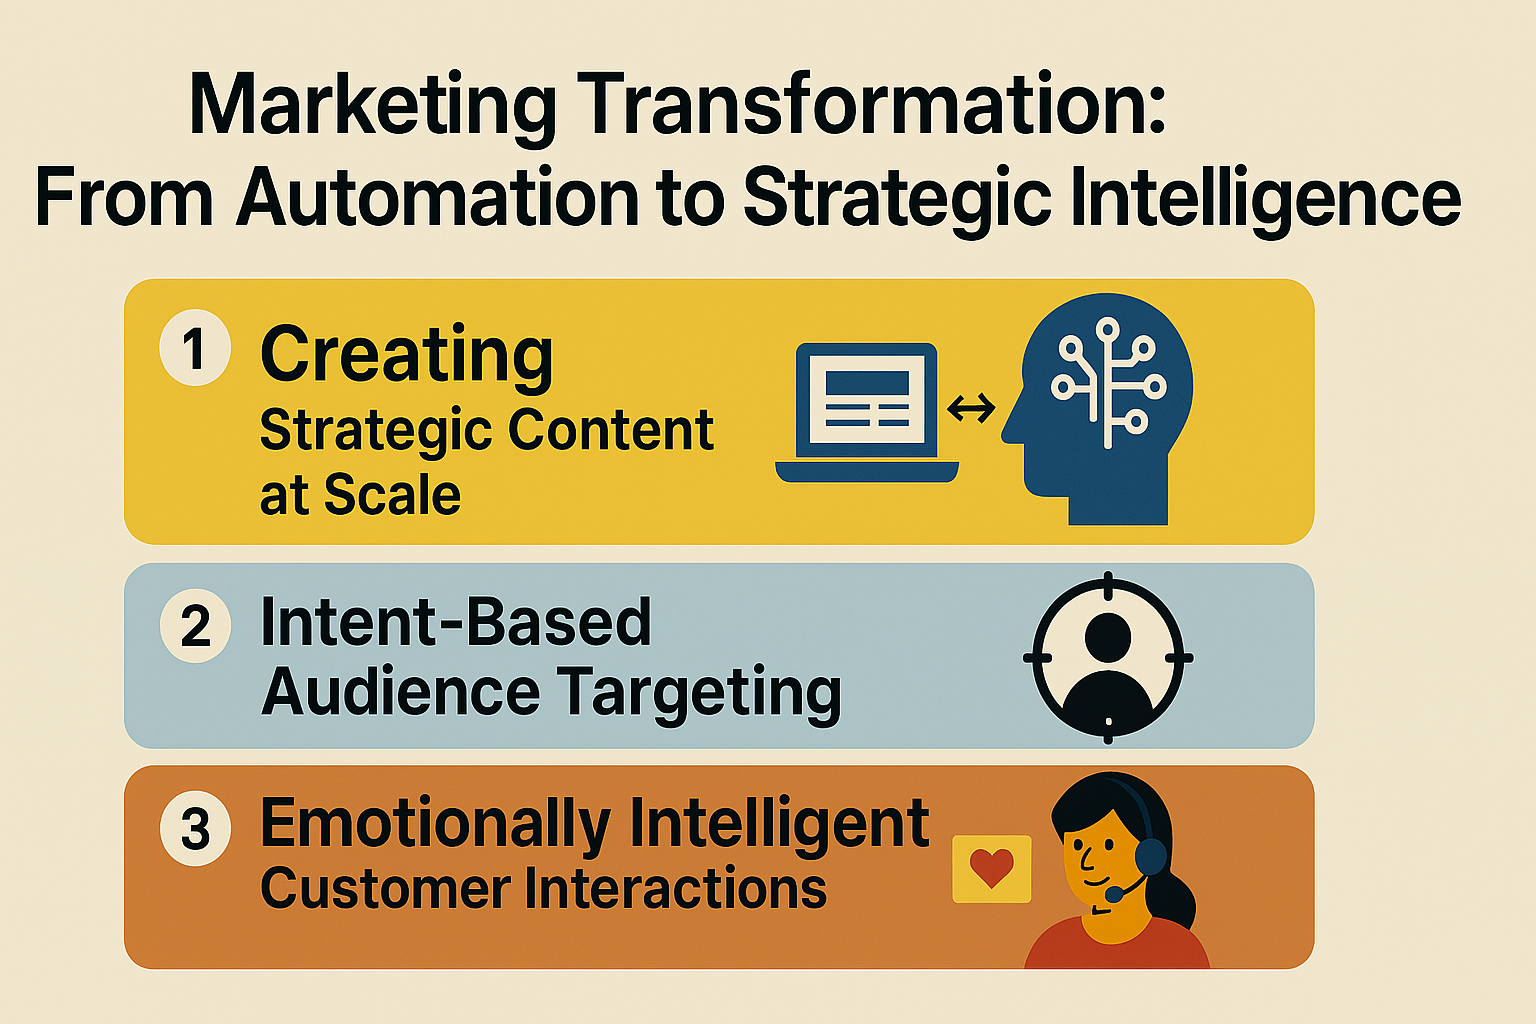 Marketing Transformation:
From Automation to Strategic Intelligence
1
Creating
Strategic Content
at Scale
2
Intent-Based
Audience Targeting
3
Emotionally Intelligent
Customer Interactions